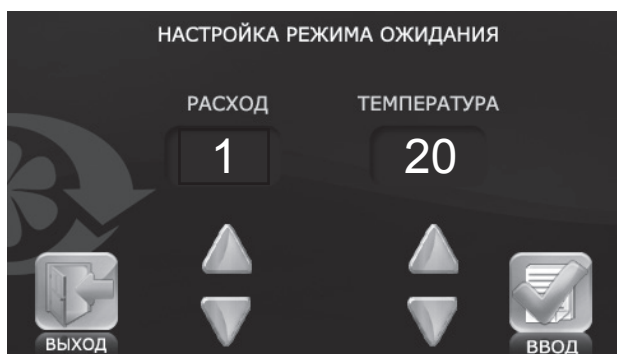 НАСТРОЙКА РЕЖИМА ОЖИДАНИЯ
РАСХОД ТЕМПЕРАТУРА
1 20
ВЫХОД ВВОД